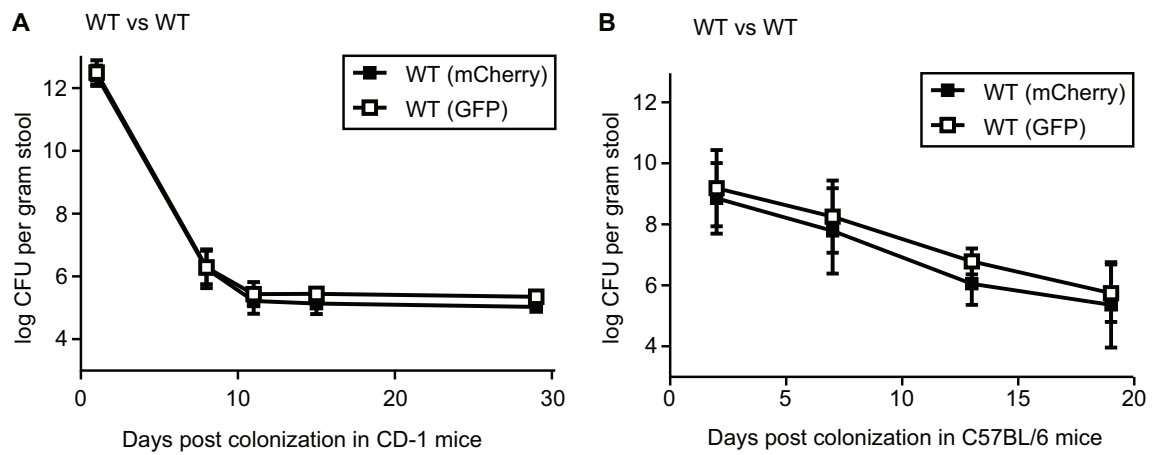 A
WT vs WT
WT (mCherry)
WT (GFP)
log CFU per gram stool
12
10
8
6
4
0
10
20
30
Days post colonization in CD-1 mice
B
WT vs WT
WT (mCherry)
WT (GFP)
log CFU per gram stool
12
10
8
6
4
0
5
10
15
20
Days post colonization in C57BL/6 mice